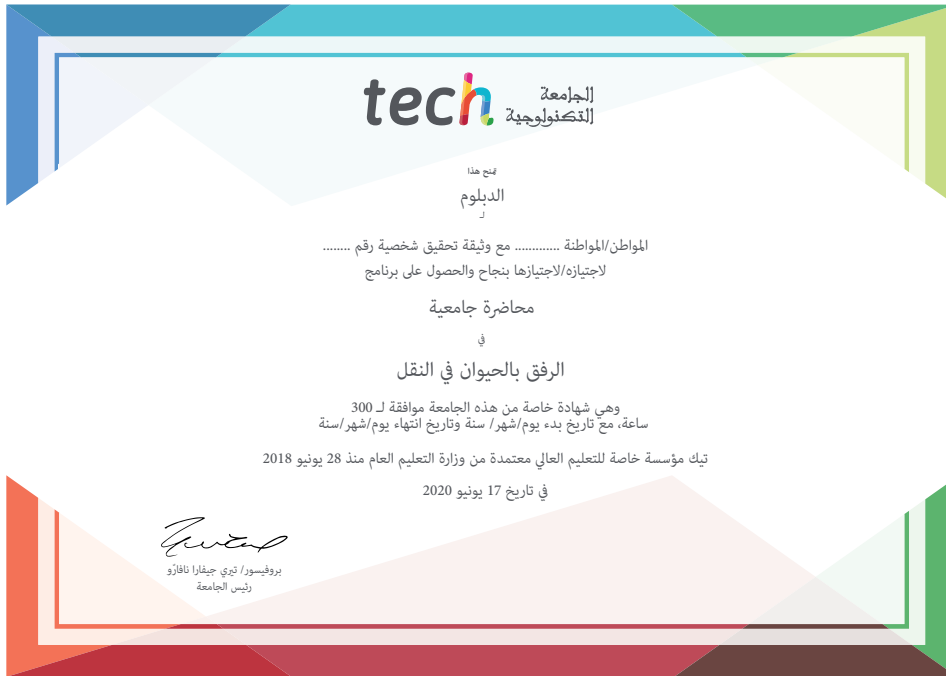 tech الجامعة
التكنولوجية
يمنح هذا
الدبلوم
لـ
المواطن/المواطنة ............ مع وثيقة تحقيق شخصية رقم ........
لاجتيازه/لاجتيازها بنجاح والحصول على برنامج
محاضرة جامعية
في
الرفق بالحيوان في النقل
وهي شهادة خاصة من هذه الجامعة موافقة لـ 300
ساعة، مع تاريخ بدء يوم/شهر/ سنة وتاريخ انتهاء يوم/شهر/سنة
تيك مؤسسة خاصة للتعليم العالي معتمدة من وزارة التعليم العام منذ 28 يونيو 2018
في تاريخ 17 يونيو 2020
بروفيسور/ تيري جيفارا نافارّو
رئيس الجامعة